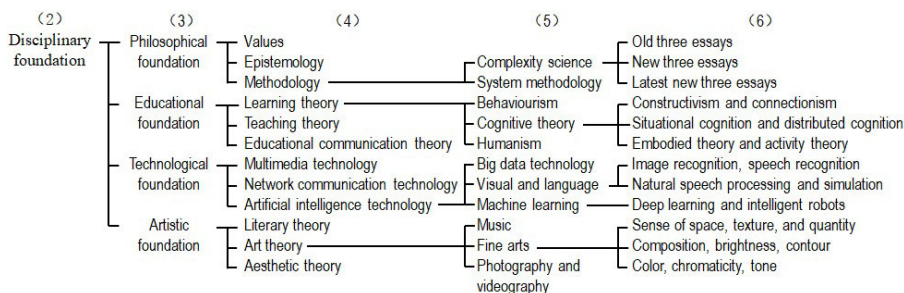 (2) (3) (4) (5) (6)
Disciplinary foundation
Philosophical foundation
Values
Epistemology
Methodology
Complexity science
System methodology
Old three essays
New three essays
Latest new three essays
Educational foundation
Learning theory
Teaching theory
Educational communication theory
Behaviourism
Cognitive theory
Humanism
Constructivism and connectionism
Situational cognition and distributed cognition
Embodied theory and activity theory
Technological foundation
Multimedia technology
Network communication technology
Artificial intelligence technology
Big data technology
Visual and language
Machine learning
Image recognition, speech recognition
Natural speech processing and simulation
Deep learning and intelligent robots
Artistic foundation
Literary theory
Art theory
Aesthetic theory
Music
Fine arts
Photography and videography
Sense of space, texture, and quantity
Composition, brightness, contour
Color, chromaticity, tone